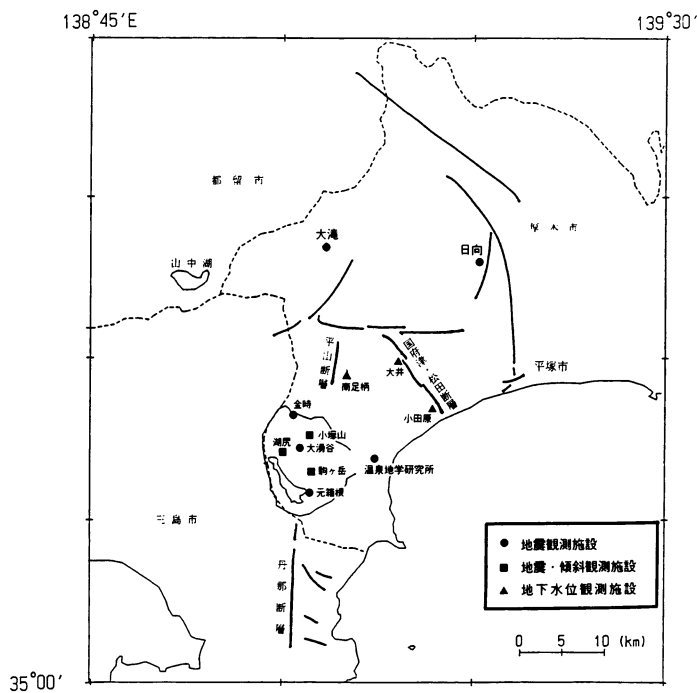 138°45′E
139°30′
都留市
厚木市
大滝
日向
山中湖
平山断層
国府津・松田断層
大井
平塚市
南足柄
小田原
金時
小塚山
湖尻
大湧谷
温泉地学研究所
駒ヶ岳
元箱根
三島市
丹那断層
地震観測施設
地震・傾斜観測施設
地下水位観測施設
0 5 10 (km)
35°00′